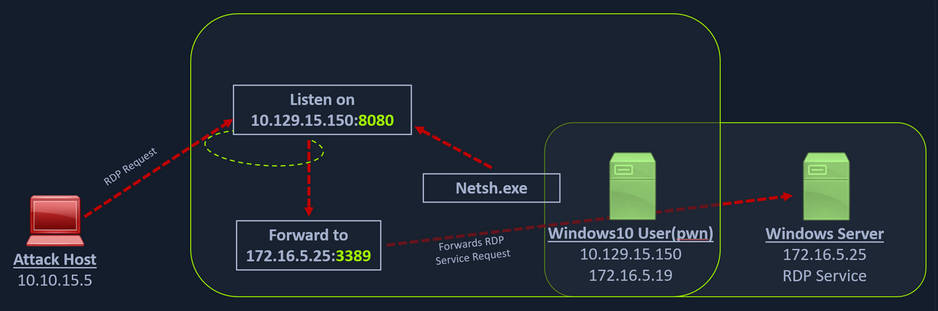 Listen on
10.129.15.150:8080
RDP Request
Netsh.exe
Attack Host
10.10.15.5
Forward to
172.16.5.25:3389
Forwards RDP
Service Request
Windows10 User(pwn)
10.129.15.150
172.16.5.19
Windows Server
172.16.5.25
RDP Service